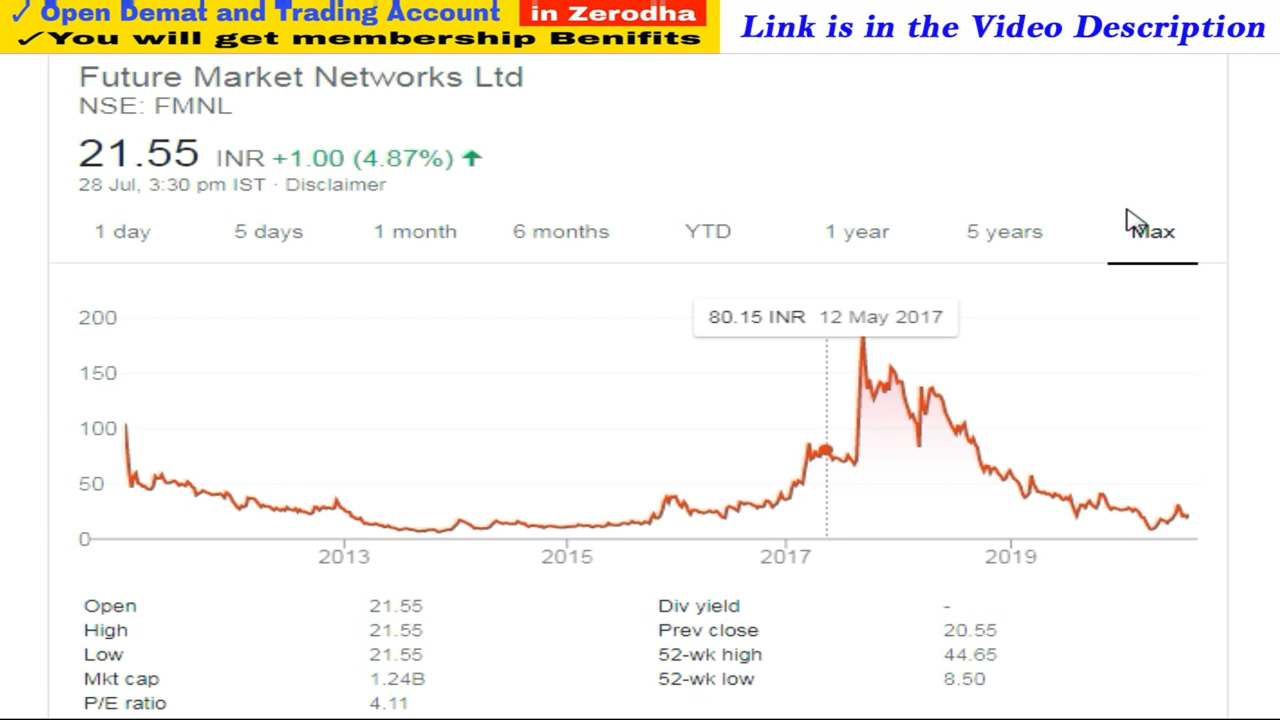 ✓ Open Demat and Trading Account in Zerodha
✓You will get membership Benifits
Link is in the Video Description
Future Market Networks Ltd
NSE: FMNL
21.55 INR +1.00 (4.87%) ↑
28 Jul, 3:30 pm IST · Disclaimer
1 day 5 days 1 month 6 months YTD 1 year 5 years Max
80.15 INR 12 May 2017
200
150
100
50
0
2013 2015 2017 2019
Open 21.55 Div yield -
High 21.55 Prev close 20.55
Low 21.55 52-wk high 44.65
Mkt cap 1.24B 52-wk low 8.50
P/E ratio 4.11